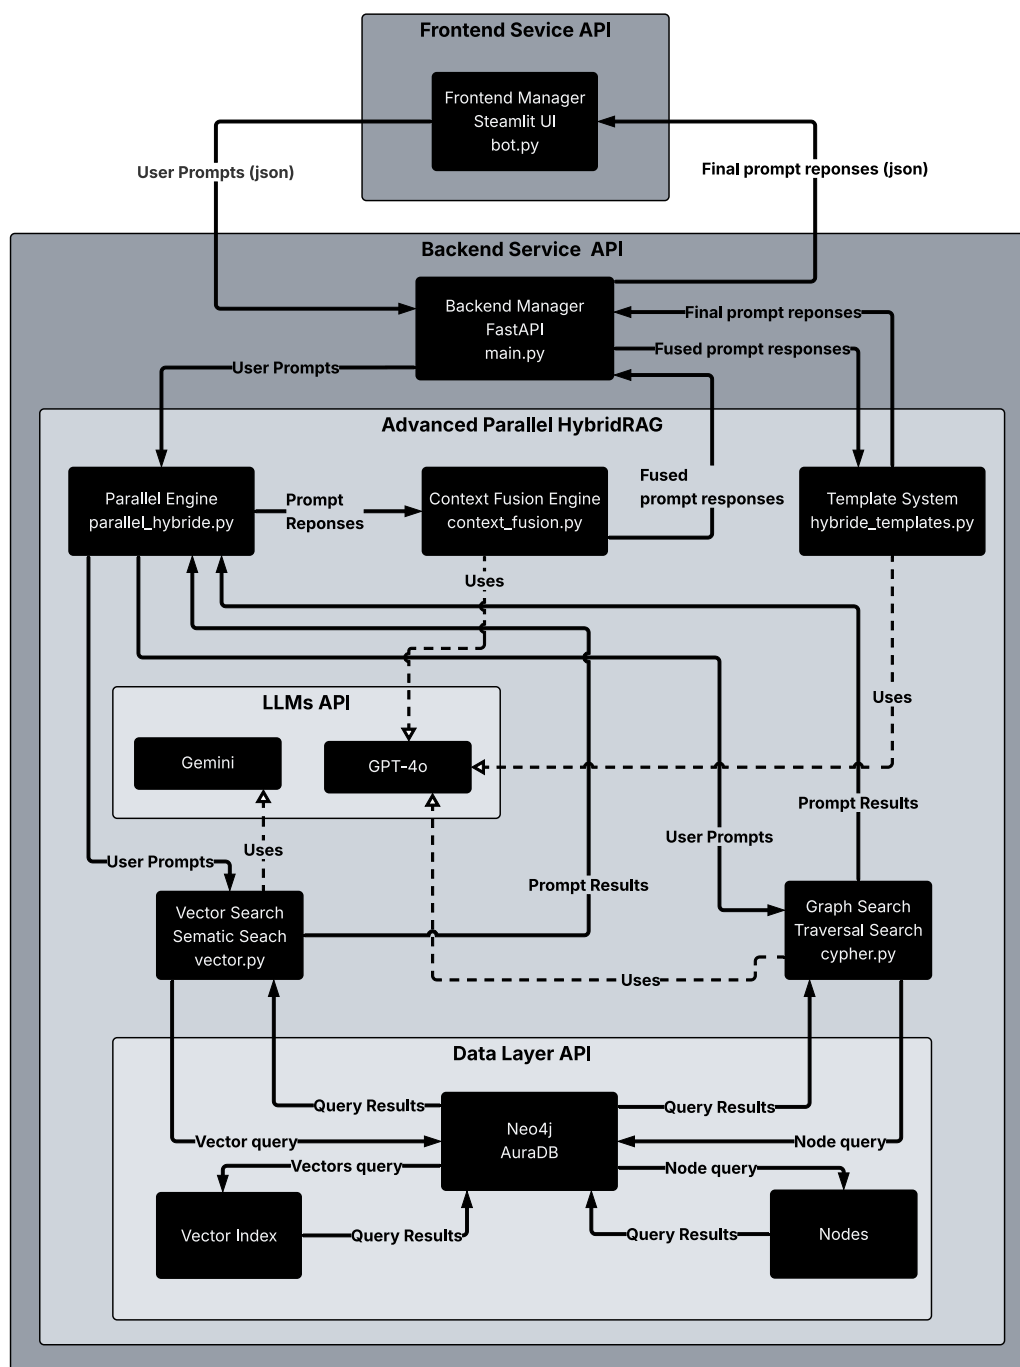 Frontend Sevice API
Frontend Manager
Steamlit UI
bot.py
User Prompts (json)
Final prompt reponses (json)
Backend Service API
Backend Manager
FastAPI
main.py
Final prompt reponses
Fused prompt responses
User Prompts
Advanced Parallel HybridRAG
Parallel Engine
parallel_hybride.py
Prompt
Reponses
Context Fusion Engine
context_fusion.py
Fused
prompt responses
Template System
hybride_templates.py
Uses
LLMs API
Gemini
GPT-4o
Uses
Prompt Results
User Prompts
User Prompts
Uses
Prompt Results
Vector Search
Sematic Seach
vector.py
Graph Search
Traversal Search
cypher.py
Uses
Data Layer API
Query Results
Neo4j
AuraDB
Query Results
Vector query
Node query
Vectors query
Node query
Vector Index
Query Results
Query Results
Nodes